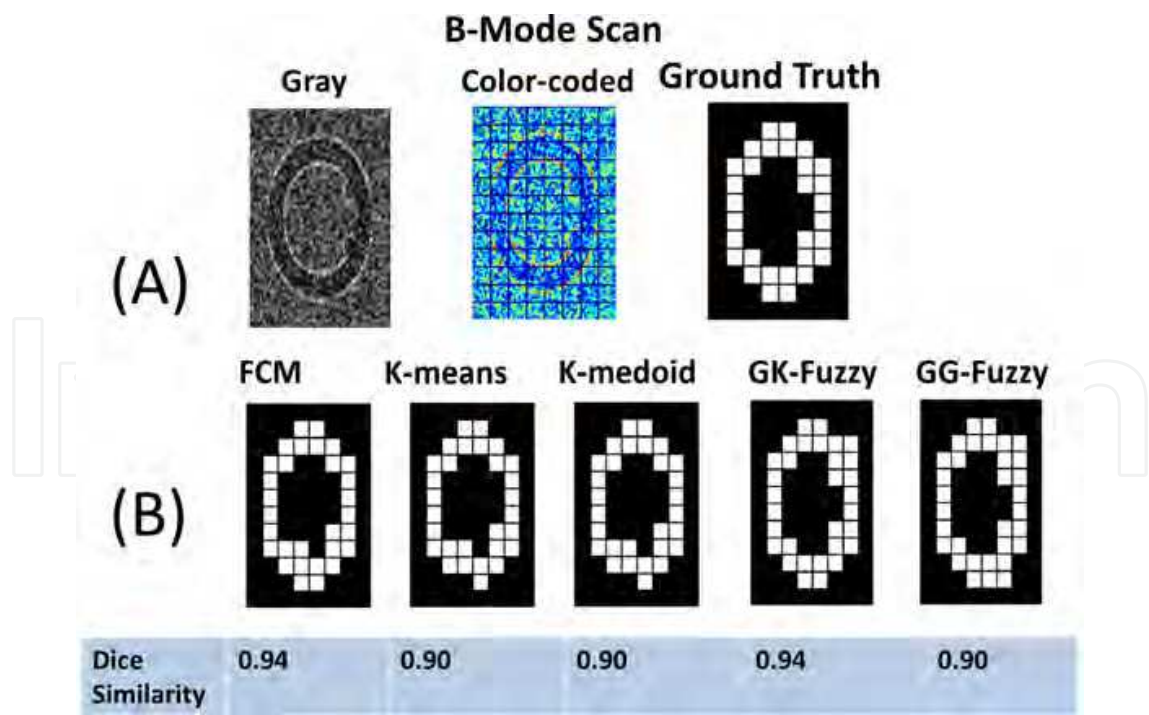 B-Mode Scan
Gray Color-coded Ground Truth
(A)
FCM K-means K-medoid GK-Fuzzy GG-Fuzzy
(B)
Dice Similarity 0.94 0.90 0.90 0.94 0.90